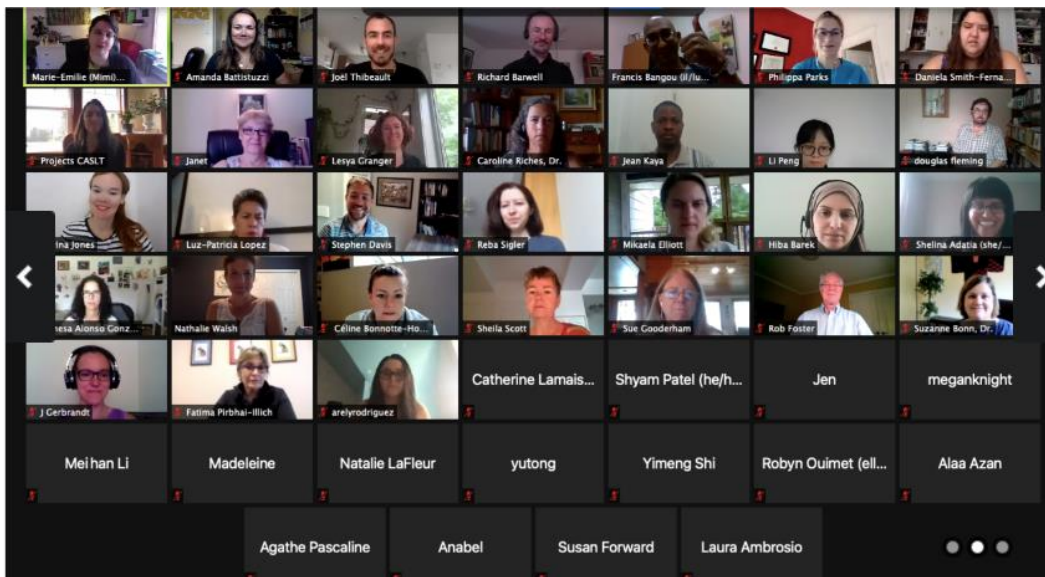 Marie-Emilie (Mimi)...
Amanda Battistuzzi
Joël Thibeault
Richard Barwell
Francis Bangou (il/lu...
Philippa Parks
Daniela Smith-Ferna...
Projects CASLT
Janet
Lesya Granger
Caroline Riches, Dr.
Jean Kaya
Li Peng
douglas fleming
Jones
Luz-Patricia Lopez
Stephen Davis
Reba Sigler
Mikaela Elliott
Hiba Barek
Shelina Adatia (she/...
Alonso Gonz...
Nathalie Walsh
Céline Bonnotte-Ho...
Sheila Scott
Sue Gooderham
Rob Foster
Suzanne Bonn, Dr.
J Gerbrandt
Fatima Pirbhai-Illich
arelyrodriguez
Catherine Lamais...
Shyam Patel (he/h...
Jen
meganknight
Mei han Li
Madeleine
Natalie LaFleur
yutong
Yimeng Shi
Robyn Ouimet (ell...
Alaa Azan
Agathe Pascaline
Anabel
Susan Forward
Laura Ambrosio